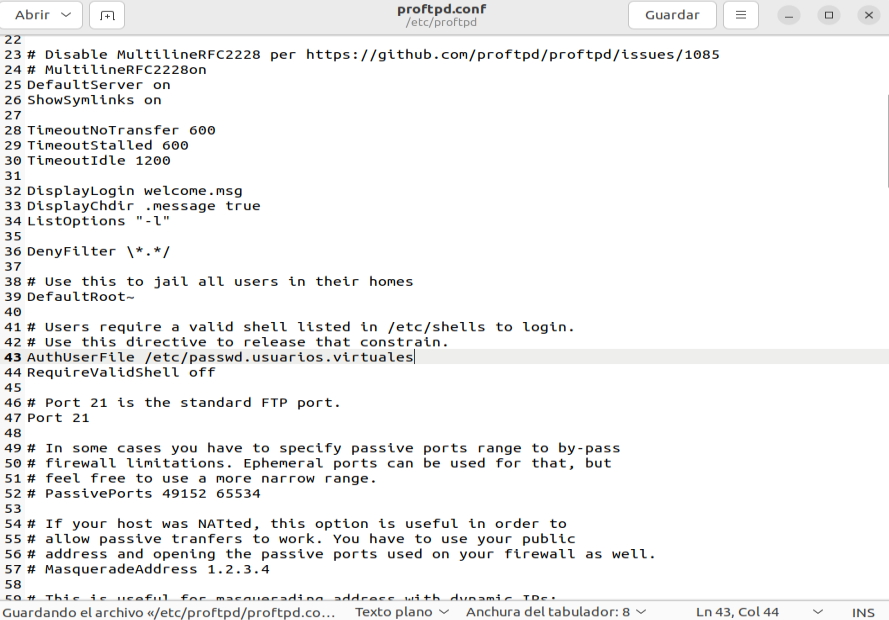 Abrir
proftpd.conf
/etc/proftpd
Guardar
22
23 # Disable MultilineRFC2228 per https://github.com/proftpd/proftpd/issues/1085
24 # MultilineRFC2228on
25 DefaultServer on
26 ShowSymlinks on
27
28 TimeoutNoTransfer 600
29 TimeoutStalled 600
30 TimeoutIdle 1200
31
32 DisplayLogin welcome.msg
33 DisplayChdir .message true
34 ListOptions "-l"
35
36 DenyFilter \*.*/
37
38 # Use this to jail all users in their homes
39 DefaultRoot~
40
41 # Users require a valid shell listed in /etc/shells to login.
42 # Use this directive to release that constrain.
43 AuthUserFile /etc/passwd.usuarios.virtuales
44 RequireValidShell off
45
46 # Port 21 is the standard FTP port.
47 Port 21
48
49 # In some cases you have to specify passive ports range to by-pass
50 # firewall limitations. Ephemeral ports can be used for that, but
51 # feel free to use a more narrow range.
52 # PassivePorts 49152 65534
53
54 # If your host was NATted, this option is useful in order to
55 # allow passive tranfers to work. You have to use your public
56 # address and opening the passive ports used on your firewall as well.
57 # MasqueradeAddress 1.2.3.4
58
59 # This is useful for masquerading address with dynamic IPs:
Guardando el archivo «/etc/proftpd/proftpd.co... Texto plano Anchura del tabulador: 8 Ln 43, Col 44 INS